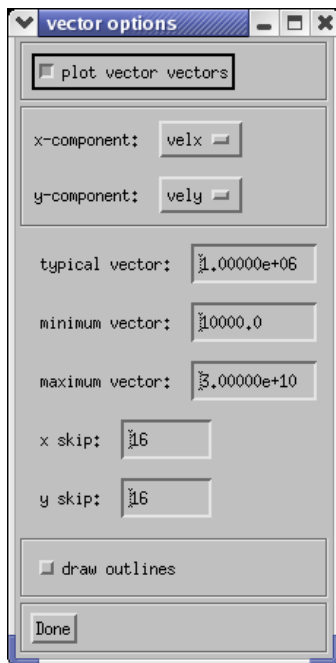 vector options
plot vector vectors
x-component: velx
y-component: vely
typical vector: 1.00000e+06
minimum vector: 10000.0
maximum vector: 3.00000e+10
x skip: 16
y skip: 16
draw outlines
Done